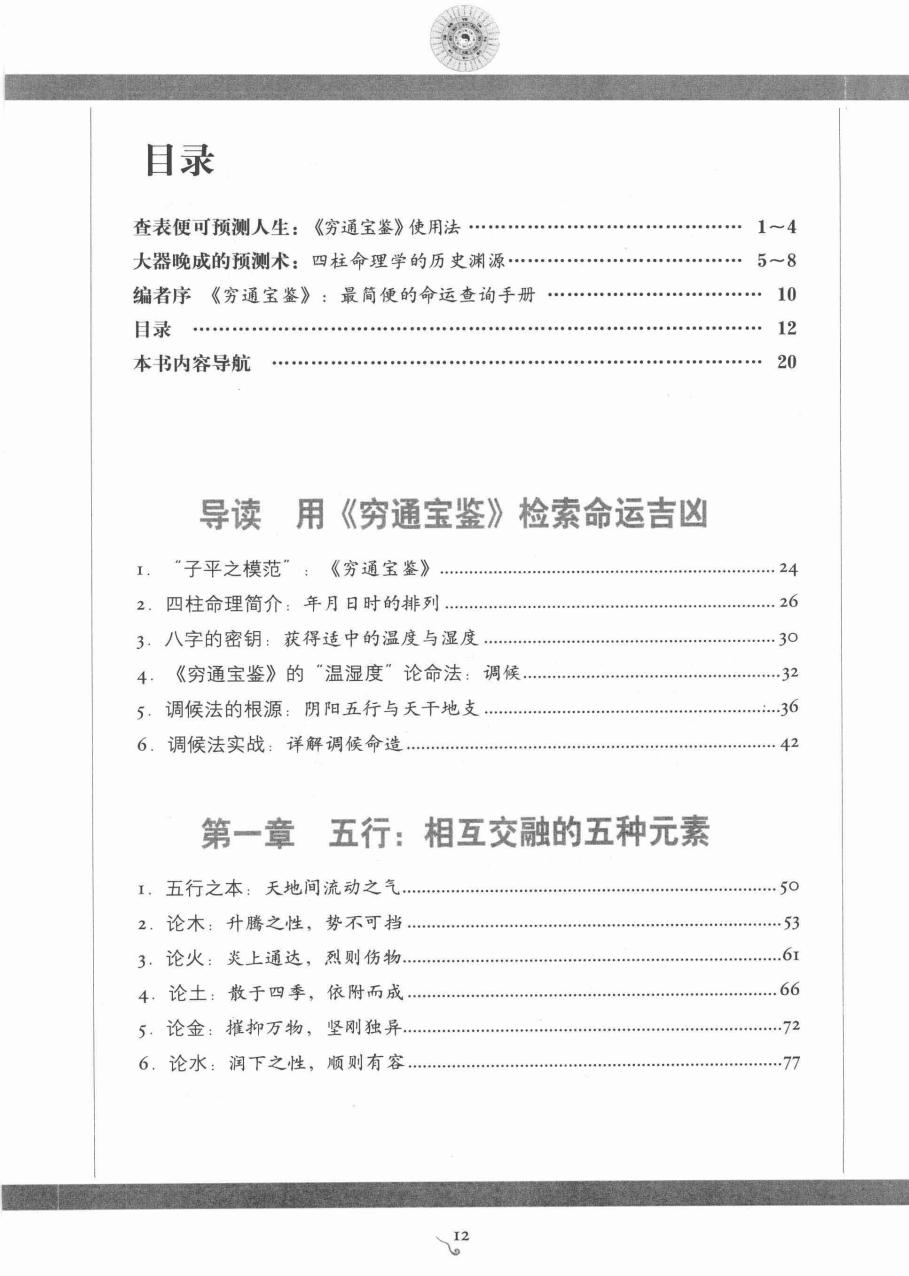 目录
查表便可预测人生：《穷通宝鉴》使用法 …………………………………… 1～4
大器晚成的预测术：四柱命理学的历史渊源……………………………… 5～8
编者序 《穷通宝鉴》：最简便的命运查询手册 …………………………… 10
目录 …………………………………………………………………………… 12
本书内容导航 ………………………………………………………………… 20
导读 用《穷通宝鉴》检索命运吉凶
1. “子平之模范”：《穷通宝鉴》………………………………………………24
2. 四柱命理简介：年月日时的排列………………………………………………26
3. 八字的密钥：获得适中的温度与湿度…………………………………………30
4. 《穷通宝鉴》的“温湿度”论命法：调候……………………………………32
5. 调候法的根源：阴阳五行与天干地支…………………………………………36
6. 调候法实战：详解调候命造……………………………………………………42
第一章 五行：相互交融的五种元素
1. 五行之本：天地间流动之气……………………………………………………50
2. 论木：升腾之性，势不可挡……………………………………………………53
3. 论火：炎上通达，烈则伤物……………………………………………………61
4. 论土：散于四季，依附而成……………………………………………………66
5. 论金：摧抑万物，坚刚独异……………………………………………………72
6. 论水：润下之性，顺则有容……………………………………………………77
12